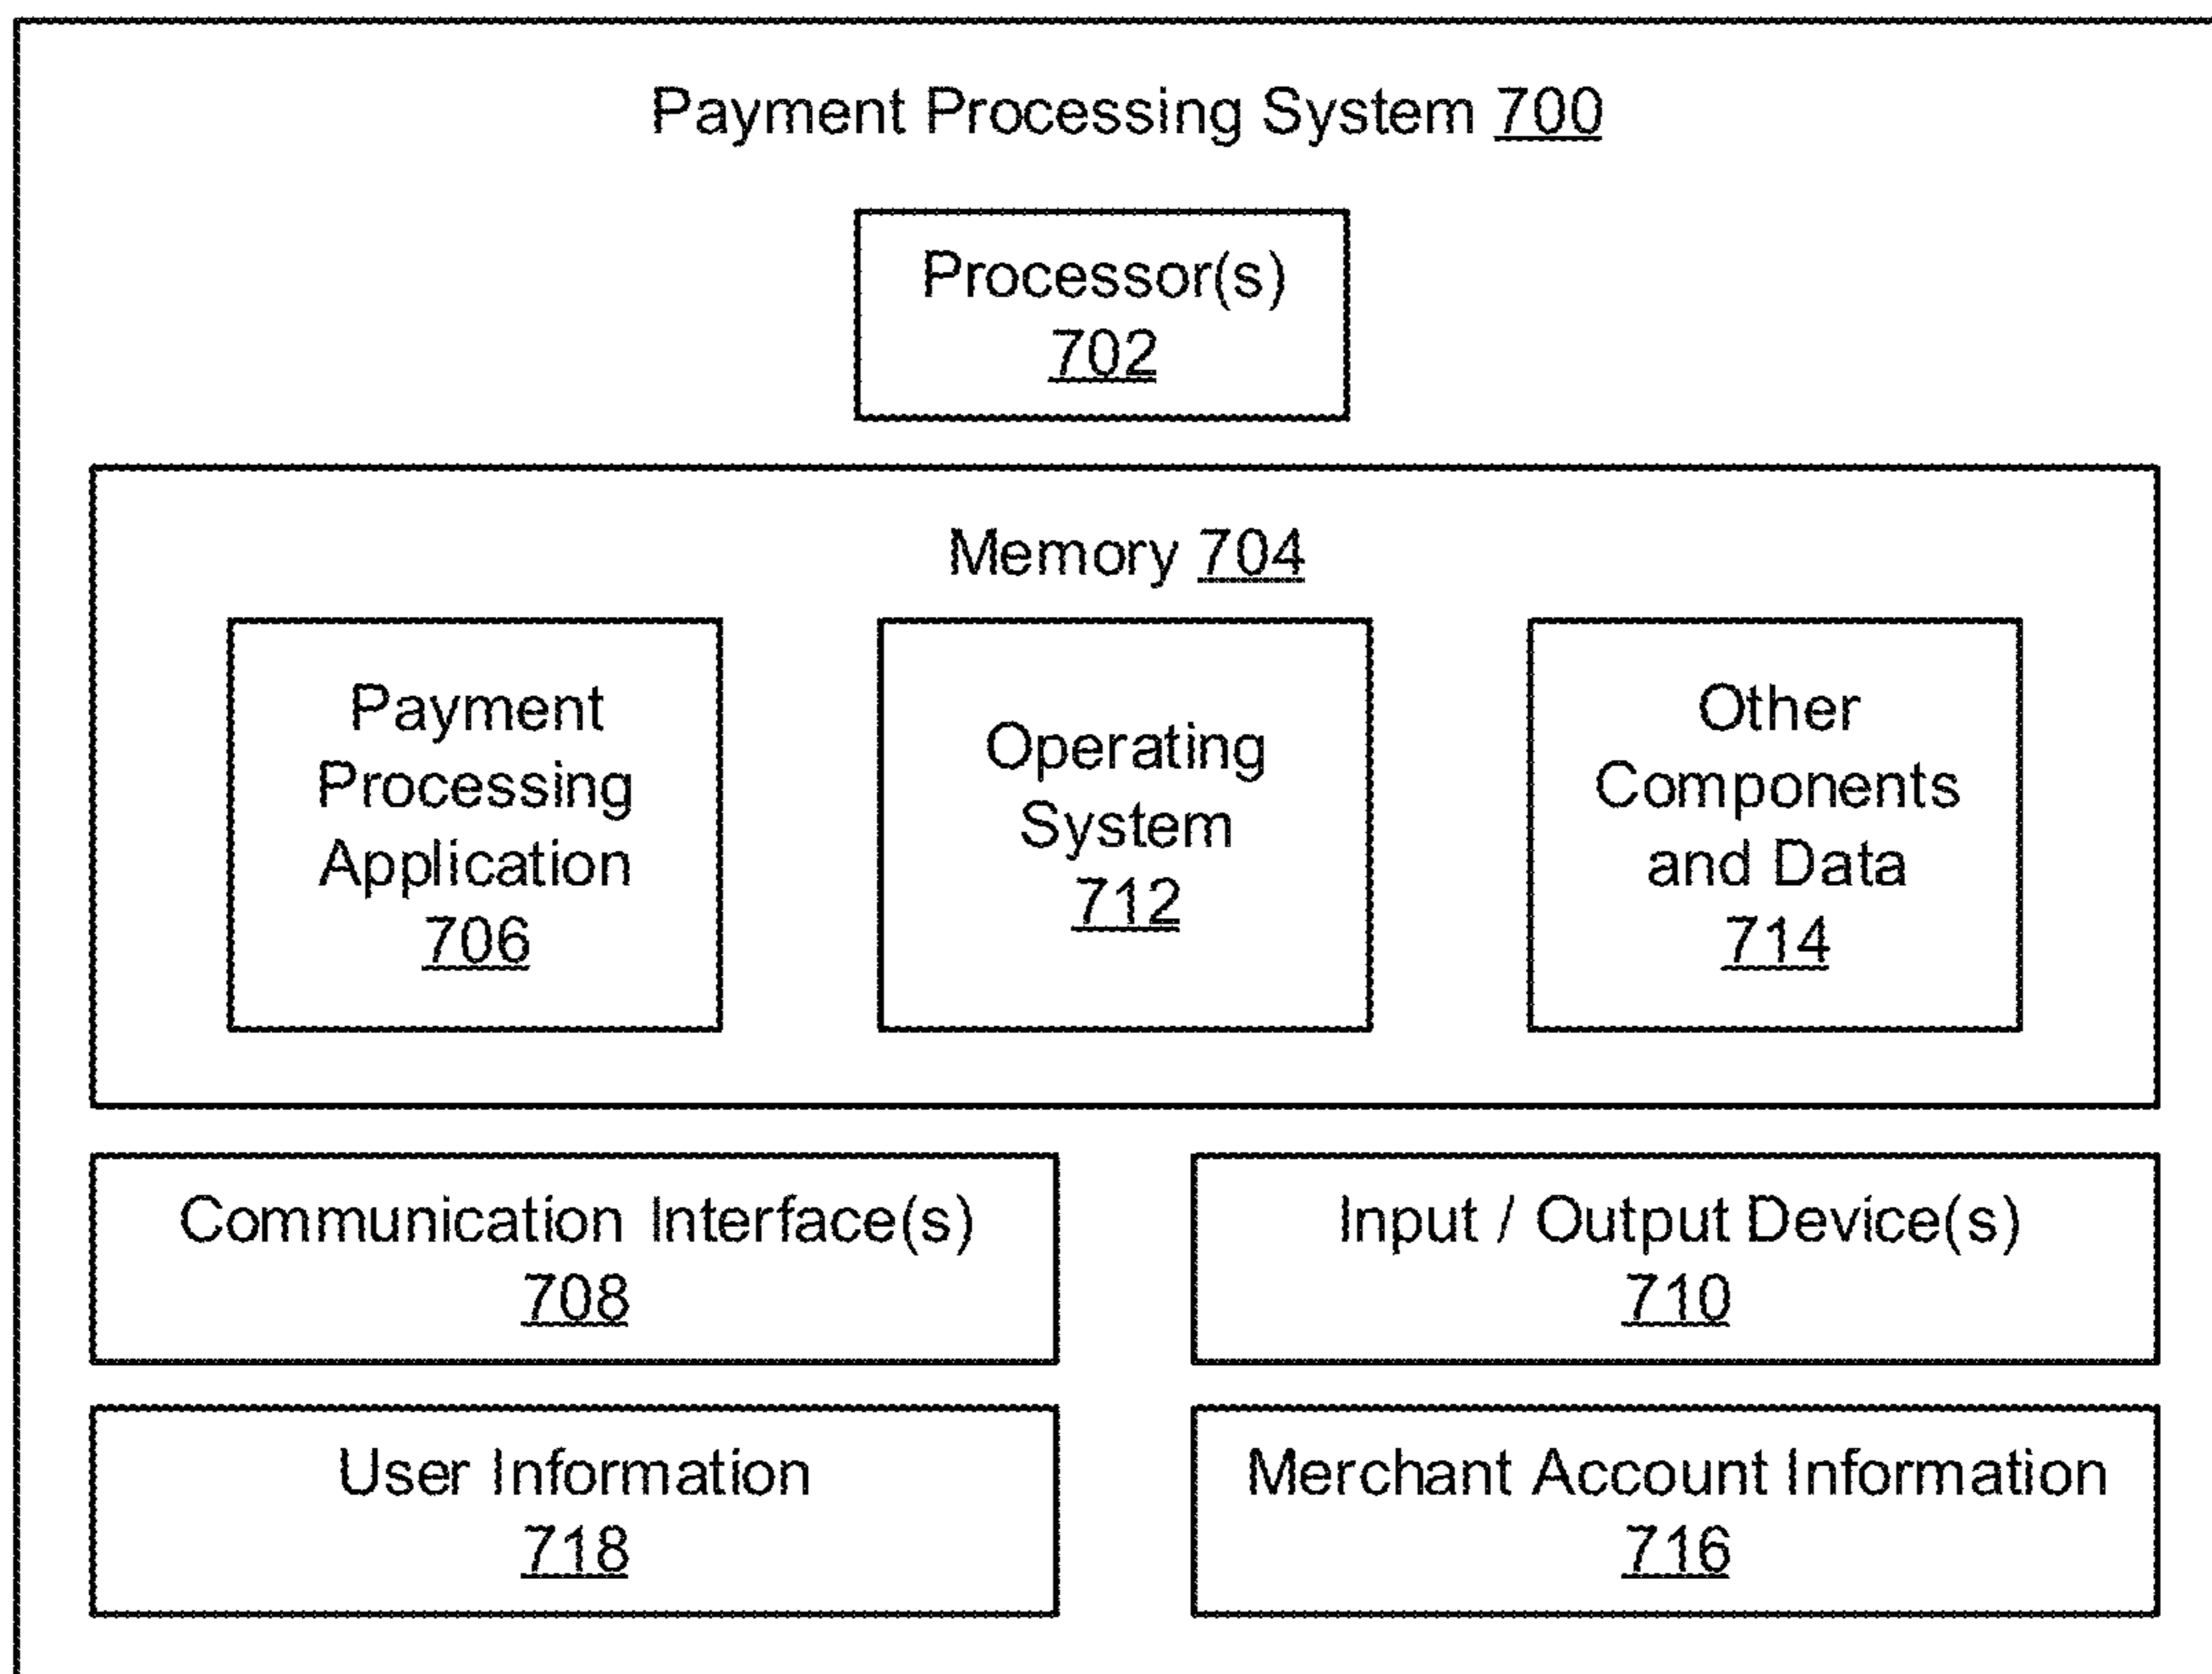 Payment Processing System 700
Processor(s)
702
Memory 704
Payment
Processing
Application
706
Operating
System
712
Other
Components
and Data
714
Communication Interface(s)
708
Input / Output Device(s)
710
User Information
718
Merchant Account Information
716